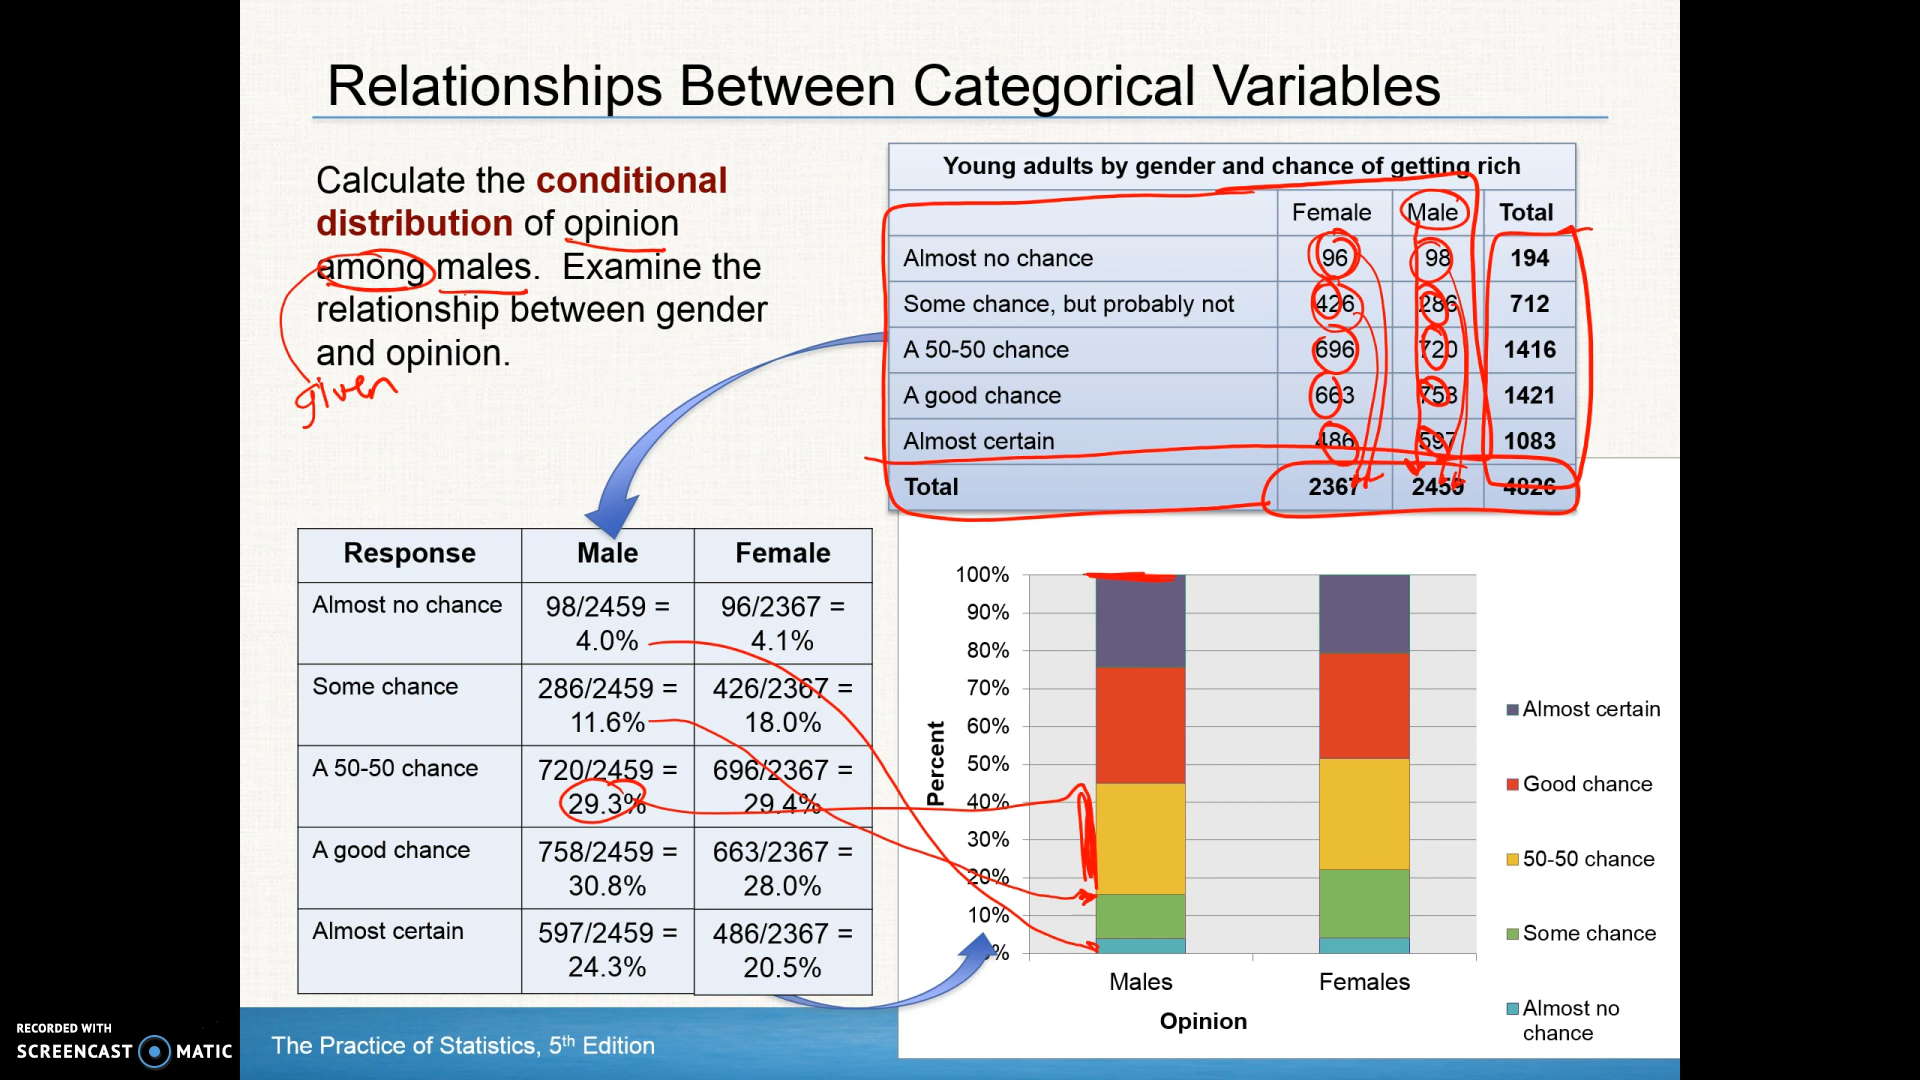 Relationships Between Categorical Variables
Calculate the conditional
distribution of opinion
among males. Examine the
relationship between gender
and opinion.
given
Young adults by gender and chance of getting rich
Female Male Total
Almost no chance 96 98 194
Some chance, but probably not 426 286 712
A 50-50 chance 696 720 1416
A good chance 663 758 1421
Almost certain 486 597 1083
Total 2367 2459 4826
Response Male Female
Almost no chance 98/2459 = 96/2367 =
4.0% 4.1%
Some chance 286/2459 = 426/2367 =
11.6% 18.0%
A 50-50 chance 720/2459 = 696/2367 =
29.3% 29.4%
A good chance 758/2459 = 663/2367 =
30.8% 28.0%
Almost certain 597/2459 = 486/2367 =
24.3% 20.5%
100%
90%
80%
70%
60%
50%
40%
30%
20%
10%
%
Percent
Males Females
Opinion
Almost certain
Good chance
50-50 chance
Some chance
Almost no
chance
RECORDED WITH
SCREENCAST MATIC
The Practice of Statistics, 5th Edition